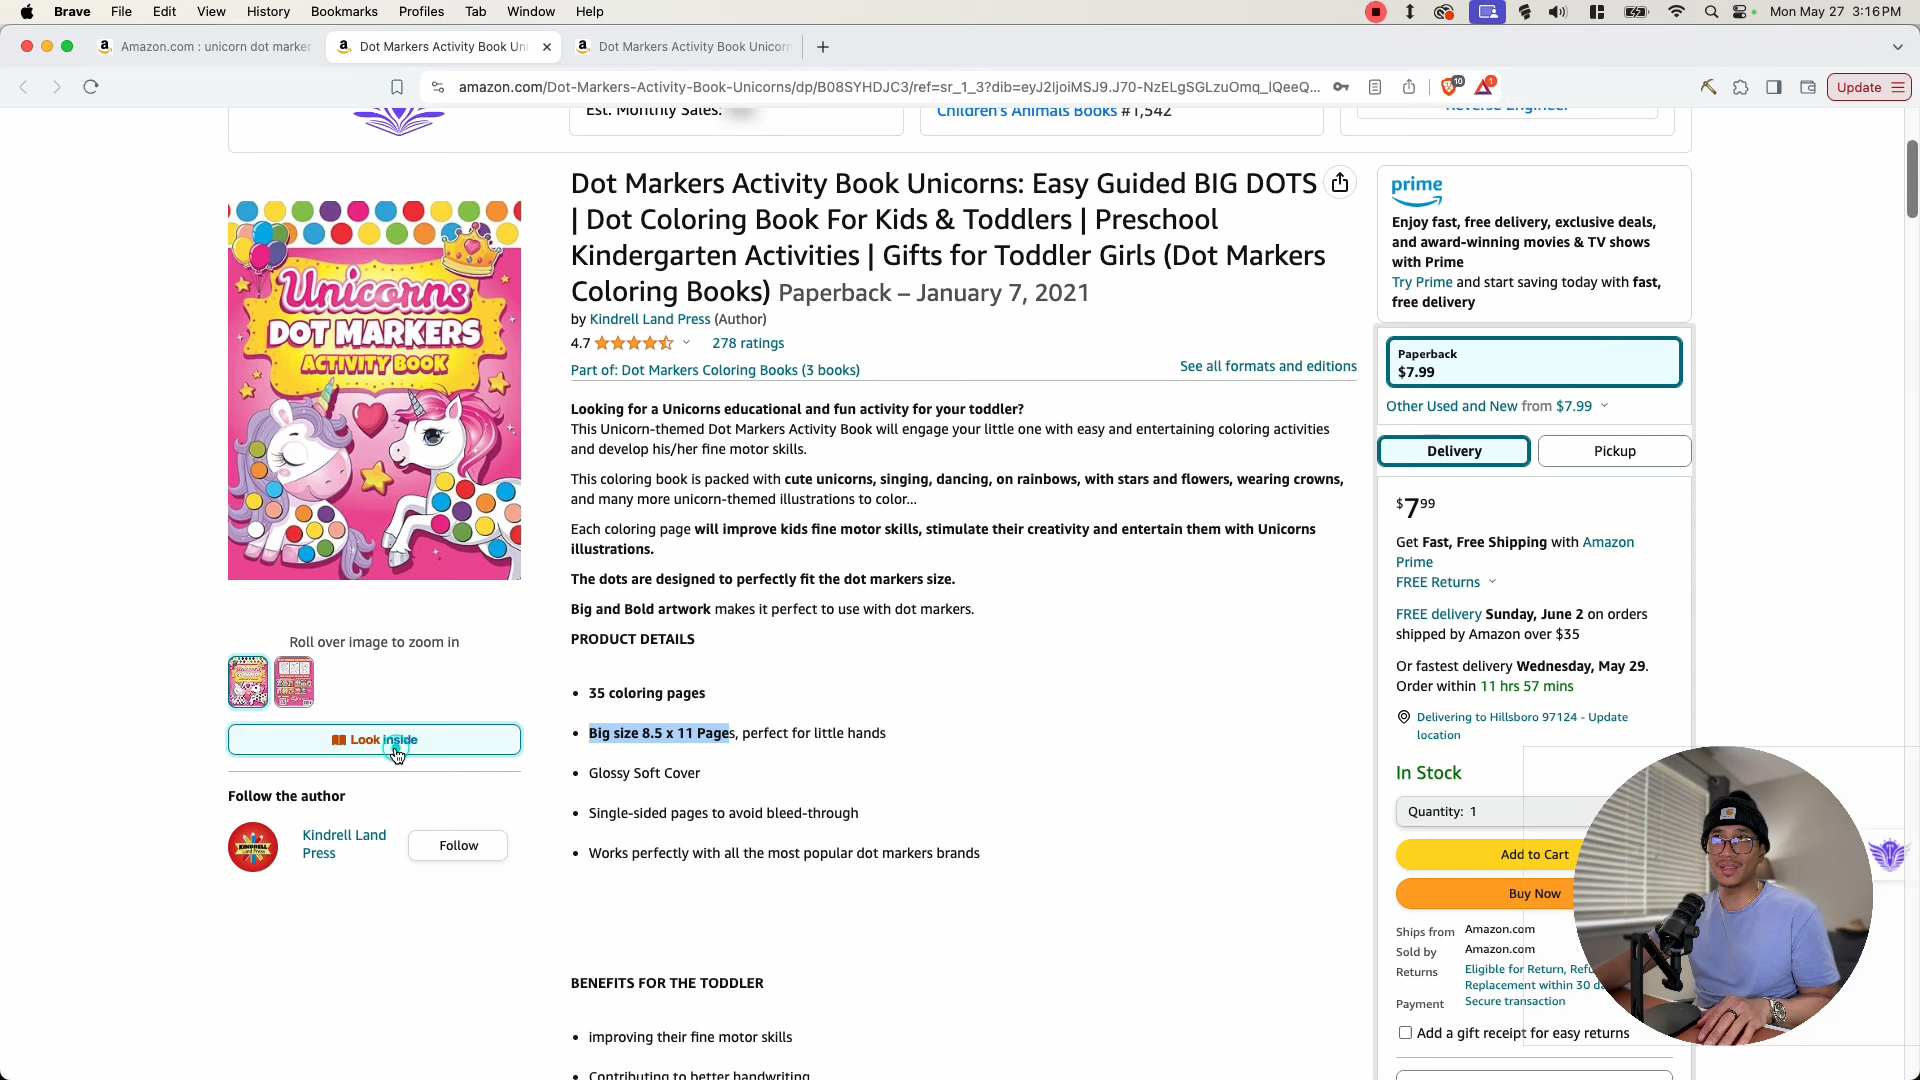 Brave File Edit View History Bookmarks Profiles Tab Window Help
Mon May 27 3:16 PM
Amazon.com : unicorn dot marker
Dot Markers Activity Book Uni
Dot Markers Activity Book Unicorn
amazon.com/Dot-Markers-Activity-Book-Unicorns/dp/B08SYHDJC3/ref=sr_1_3?dib=eyJ2IjoiMSJ9.J70-NzELgSGLzuOmq_lQeeQ...
10
1
Update
Est. Monthly Sales:
Children's Animals Books #1,542
Reverse Engineer
Dot Markers Activity Book Unicorns: Easy Guided BIG DOTS
| Dot Coloring Book For Kids & Toddlers | Preschool
Kindergarten Activities | Gifts for Toddler Girls (Dot Markers
Coloring Books) Paperback – January 7, 2021
by Kindrell Land Press (Author)
4.7 278 ratings
Part of: Dot Markers Coloring Books (3 books)
See all formats and editions
Looking for a Unicorns educational and fun activity for your toddler?
This Unicorn-themed Dot Markers Activity Book will engage your little one with easy and entertaining coloring activities
and develop his/her fine motor skills.
This coloring book is packed with cute unicorns, singing, dancing, on rainbows, with stars and flowers, wearing crowns,
and many more unicorn-themed illustrations to color...
Each coloring page will improve kids fine motor skills, stimulate their creativity and entertain them with Unicorns
illustrations.
The dots are designed to perfectly fit the dot markers size.
Big and Bold artwork makes it perfect to use with dot markers.
PRODUCT DETAILS
35 coloring pages
Big size 8.5 x 11 Pages, perfect for little hands
Glossy Soft Cover
Single-sided pages to avoid bleed-through
Works perfectly with all the most popular dot markers brands
BENEFITS FOR THE TODDLER
improving their fine motor skills
Contributing to better handwriting
Unicorns
DOT MARKERS
ACTIVITY BOOK
Roll over image to zoom in
Look inside
Follow the author
KINDRELL
Land Press
Kindrell Land
Press
Follow
prime
Enjoy fast, free delivery, exclusive deals,
and award-winning movies & TV shows
with Prime
Try Prime and start saving today with fast,
free delivery
Paperback
$7.99
Other Used and New from $7.99
Delivery
Pickup
$7 99
Get Fast, Free Shipping with Amazon
Prime
FREE Returns
FREE delivery Sunday, June 2 on orders
shipped by Amazon over $35
Or fastest delivery Wednesday, May 29.
Order within 11 hrs 57 mins
Delivering to Hillsboro 97124 - Update
location
In Stock
Quantity: 1
Add to Cart
Buy Now
Ships from Amazon.com
Sold by Amazon.com
Returns Eligible for Return, Refu
Replacement within 30 da
Payment Secure transaction
Add a gift receipt for easy returns